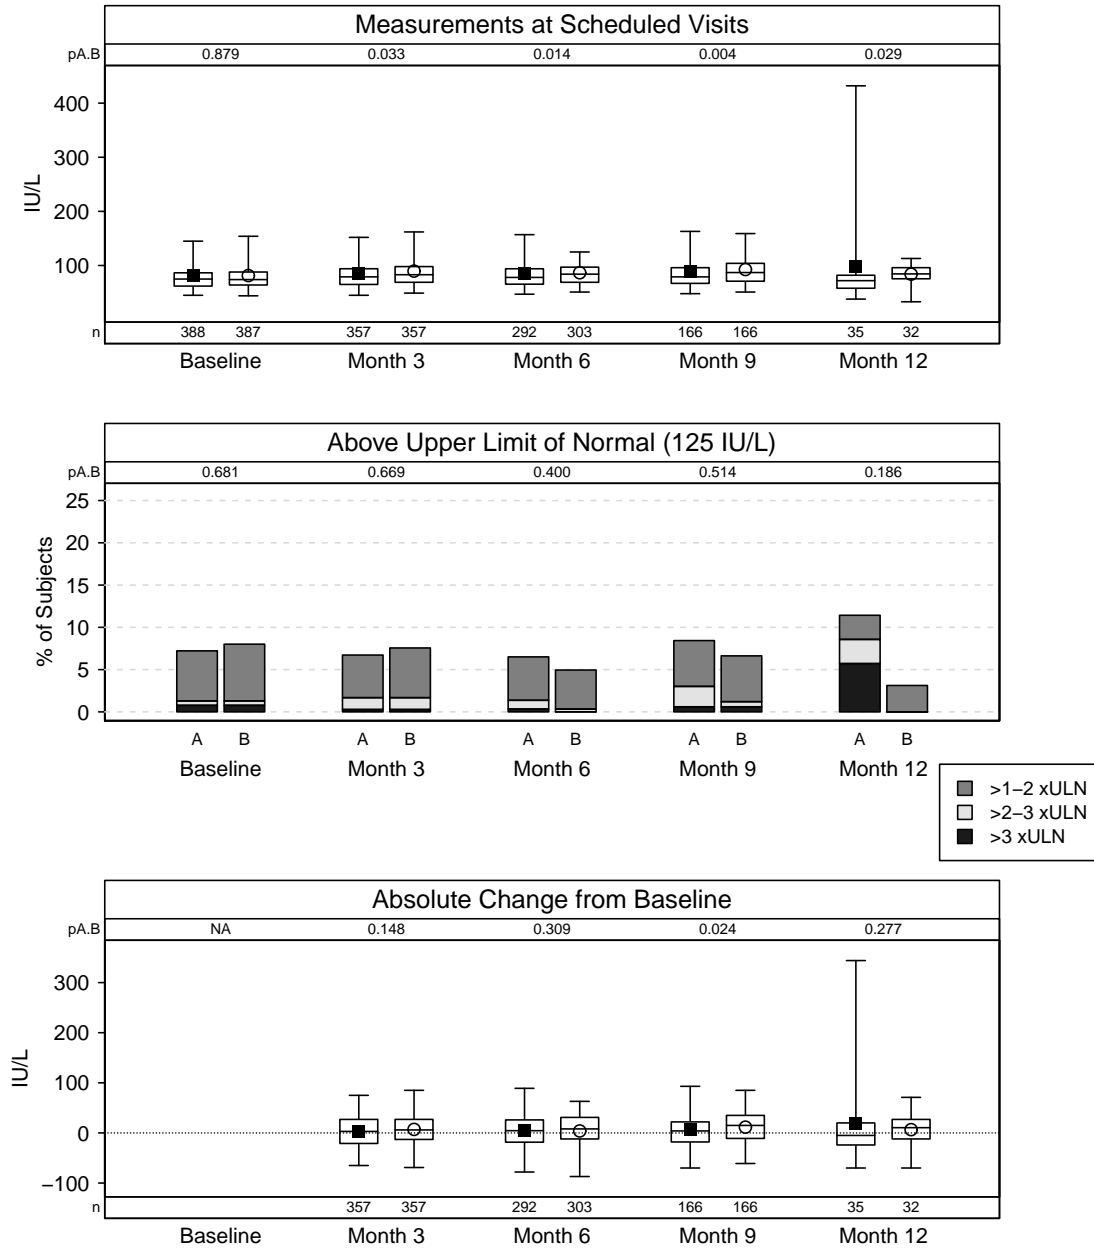 Measurements at Scheduled Visits
pA.B 0.879 0.033 0.014 0.004 0.029
400
300
200
100
IU/L
n 388 387 357 357 292 303 166 166 35 32
Baseline Month 3 Month 6 Month 9 Month 12
Above Upper Limit of Normal (125 IU/L)
pA.B 0.681 0.669 0.400 0.514 0.186
25
20
15
10
5
0
% of Subjects
A B A B A B A B A B
Baseline Month 3 Month 6 Month 9 Month 12
>1−2 xULN
>2−3 xULN
>3 xULN
Absolute Change from Baseline
pA.B NA 0.148 0.309 0.024 0.277
300
200
100
0
−100
IU/L
n 357 357 292 303 166 166 35 32
Baseline Month 3 Month 6 Month 9 Month 12